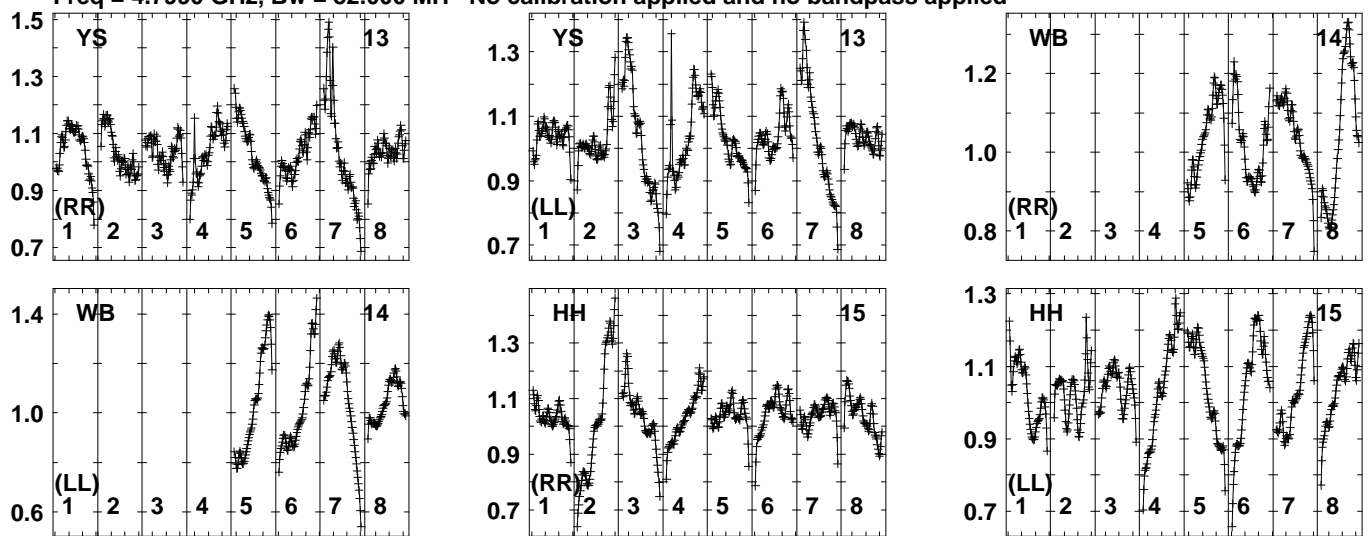 Freq = GHz, Bw = MH No calibration applied and no bandpass applied
YS 13
1.5
1.3
1.1
0.9
0.7
(RR)
1 2 3 4 5 6 7 8
YS 13
1.3
1.1
0.9
0.7
(LL)
1 2 3 4 5 6 7 8
WB 14
1.2
1.0
0.8
(RR)
1 2 3 4 5 6 7 8
WB 14
1.4
1.2
1.0
0.8
0.6
(LL)
1 2 3 4 5 6 7 8
HH 15
1.3
1.1
0.9
0.7
(RR)
1 2 3 4 5 6 7 8
HH 15
1.3
1.1
0.9
0.7
(LL)
1 2 3 4 5 6 7 8